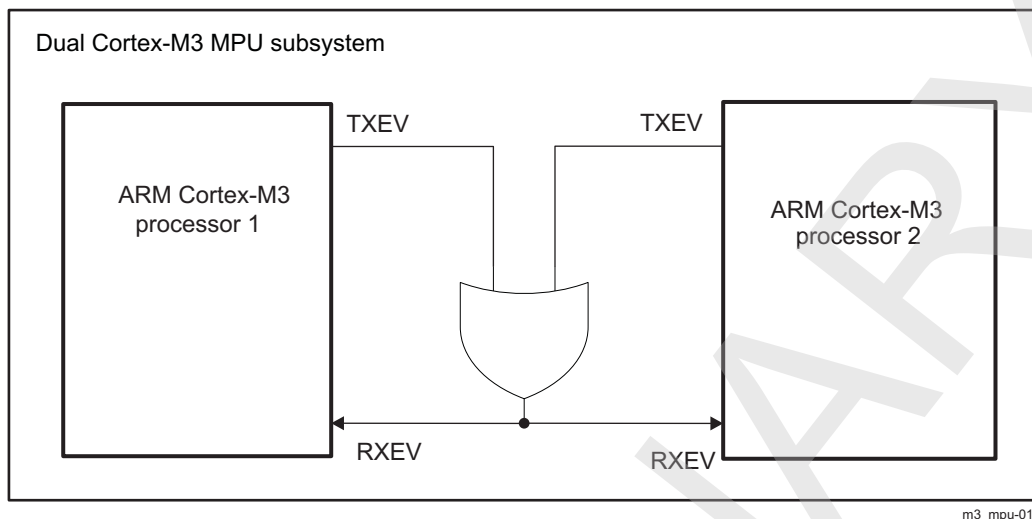 Dual Cortex-M3 MPU subsystem
TXEV
TXEV
ARM Cortex-M3
processor 1
ARM Cortex-M3
processor 2
RXEV
RXEV
m3_mpu-01